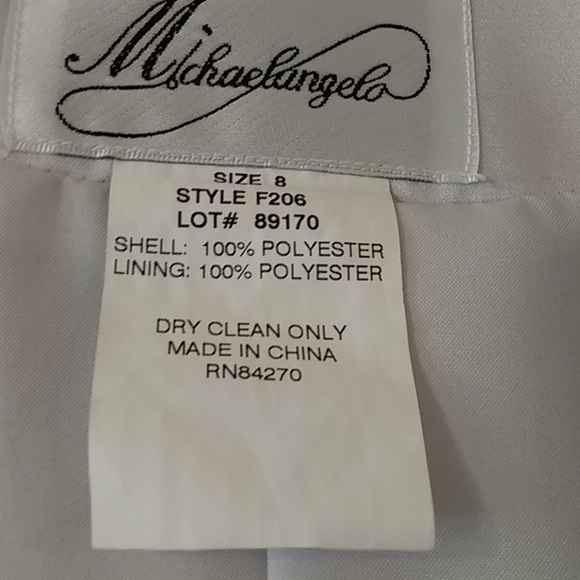 Michaelangelo
SIZE 8
STYLE F206
LOT# 89170
SHELL: 100% POLYESTER
LINING: 100% POLYESTER
DRY CLEAN ONLY
MADE IN CHINA
RN84270